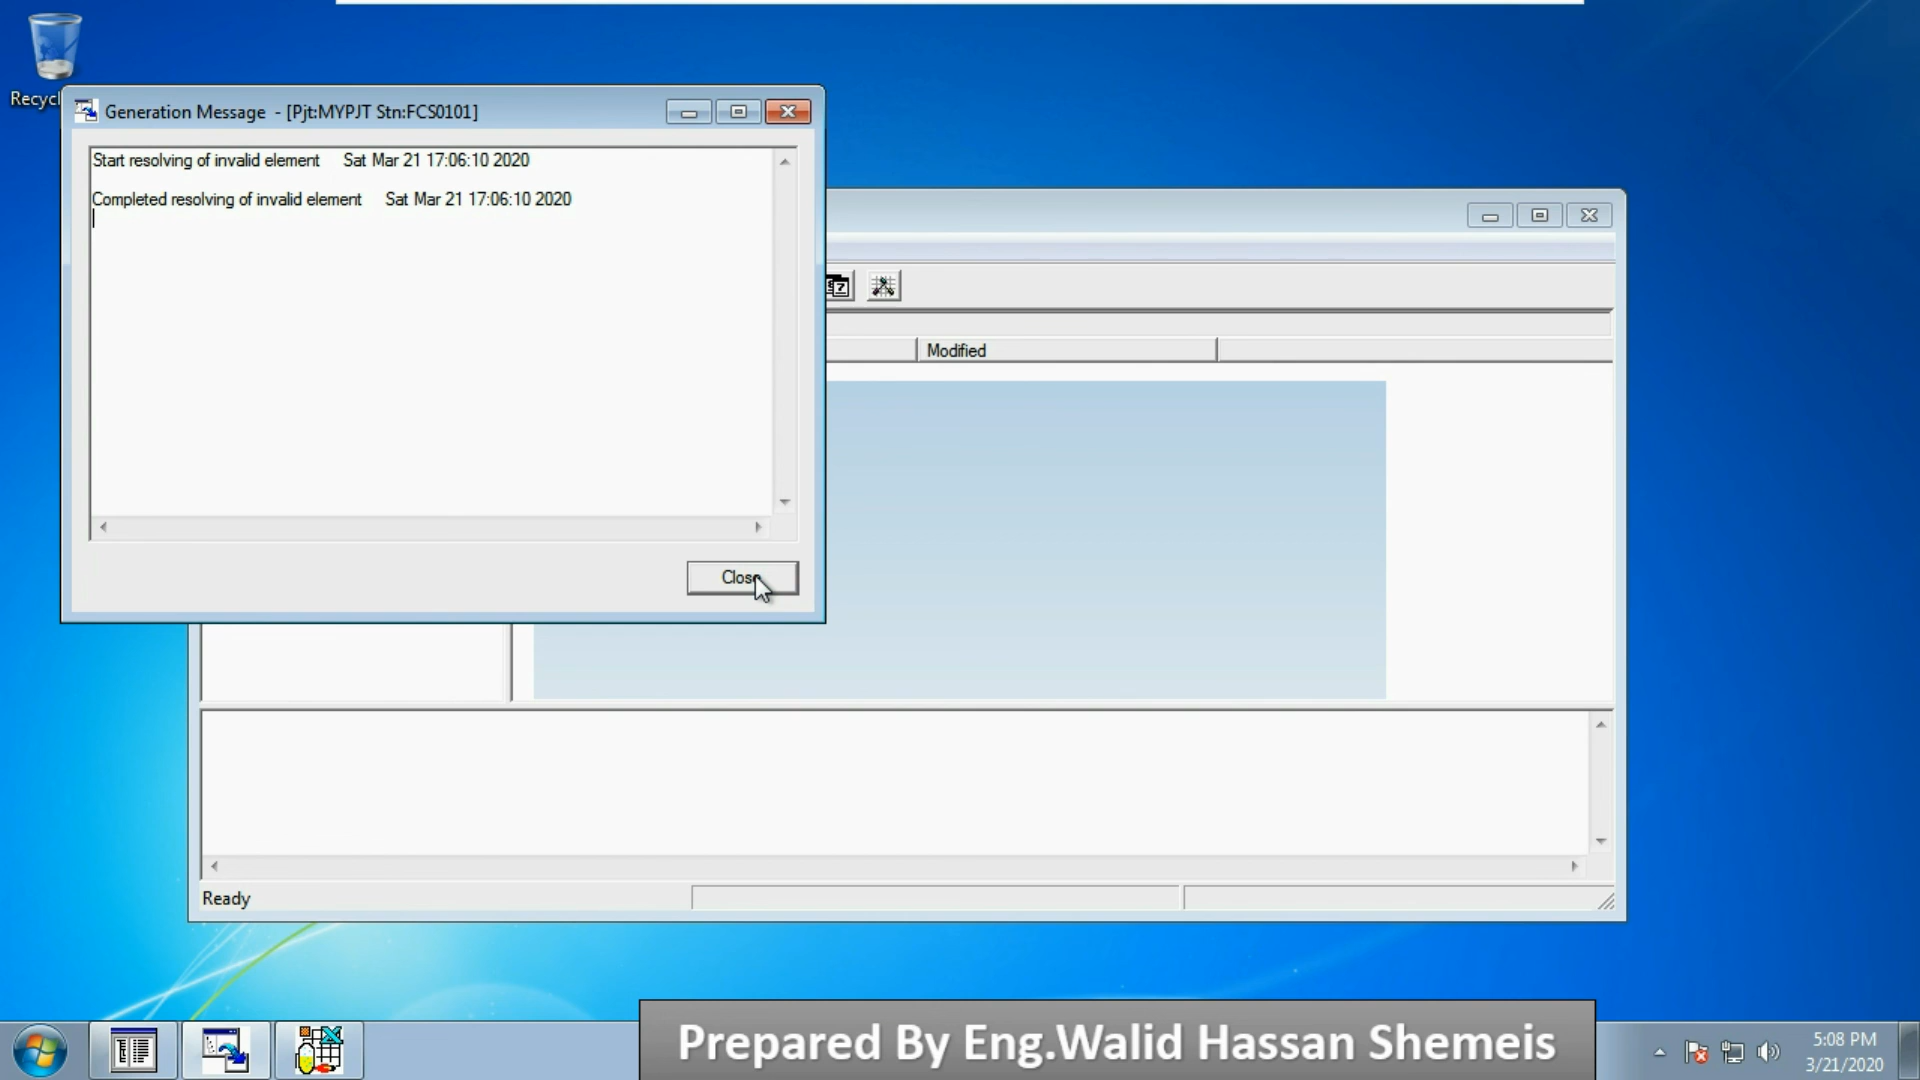 Recycl
Generation Message - [Pjt:MYPJT Stn:FCS0101]
Start resolving of invalid element Sat Mar 21 17:06:10 2020
Completed resolving of invalid element Sat Mar 21 17:06:10 2020
Close
Modified
Ready
Prepared By Eng.Walid Hassan Shemeis
5:08 PM
3/21/2020